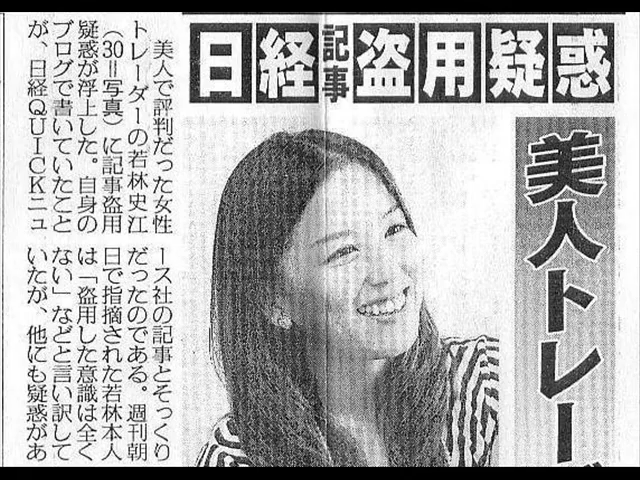 日経記事盗用疑惑
美人トレー
美人で評判だった女性
トレーダーの若林史江
（30＝写真）に記事盗用
疑惑が浮上した。自身の
ブログで書いていたこと
が、日経QUICKニュ
ース社の記事とそっくり
だったのである。週刊朝
日で指摘された若林本人
は「盗用した意識は全く
ない」などと言い訳して
いたが、他にも疑惑があ